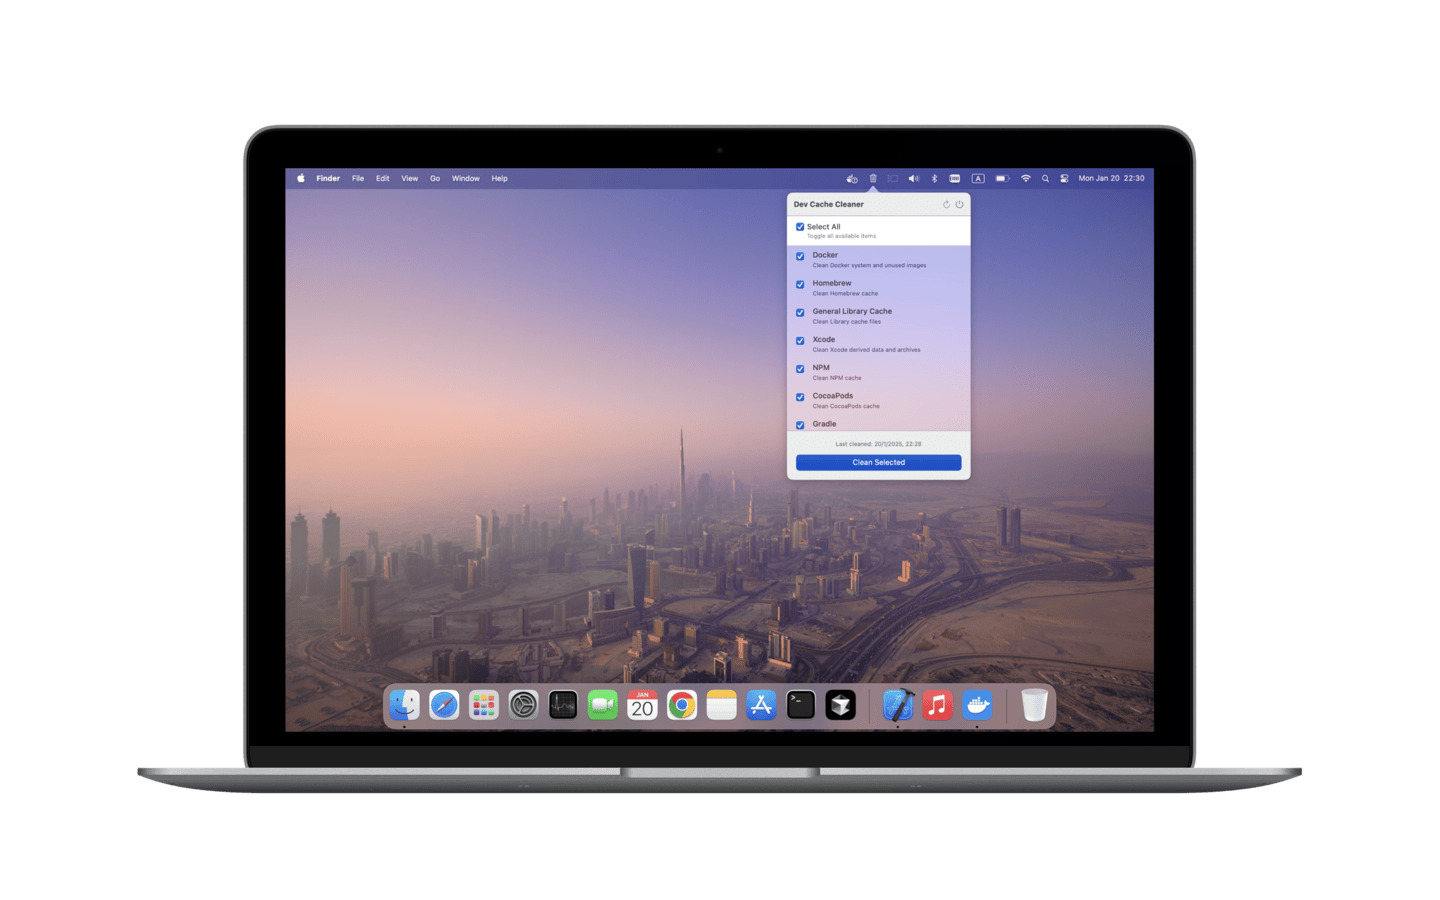 Finder File Edit View Go Window Help A Mon Jan 20 22:30
Dev Cache Cleaner
Select All
Toggle all available items
Docker
Clean Docker system and unused images
Homebrew
Clean Homebrew cache
General Library Cache
Clean Library cache files
Xcode
Clean Xcode derived data and archives
NPM
Clean NPM cache
CocoaPods
Clean CocoaPods cache
Gradle
Last cleaned: 20/1/2025, 22:28
Clean Selected
JAN
20